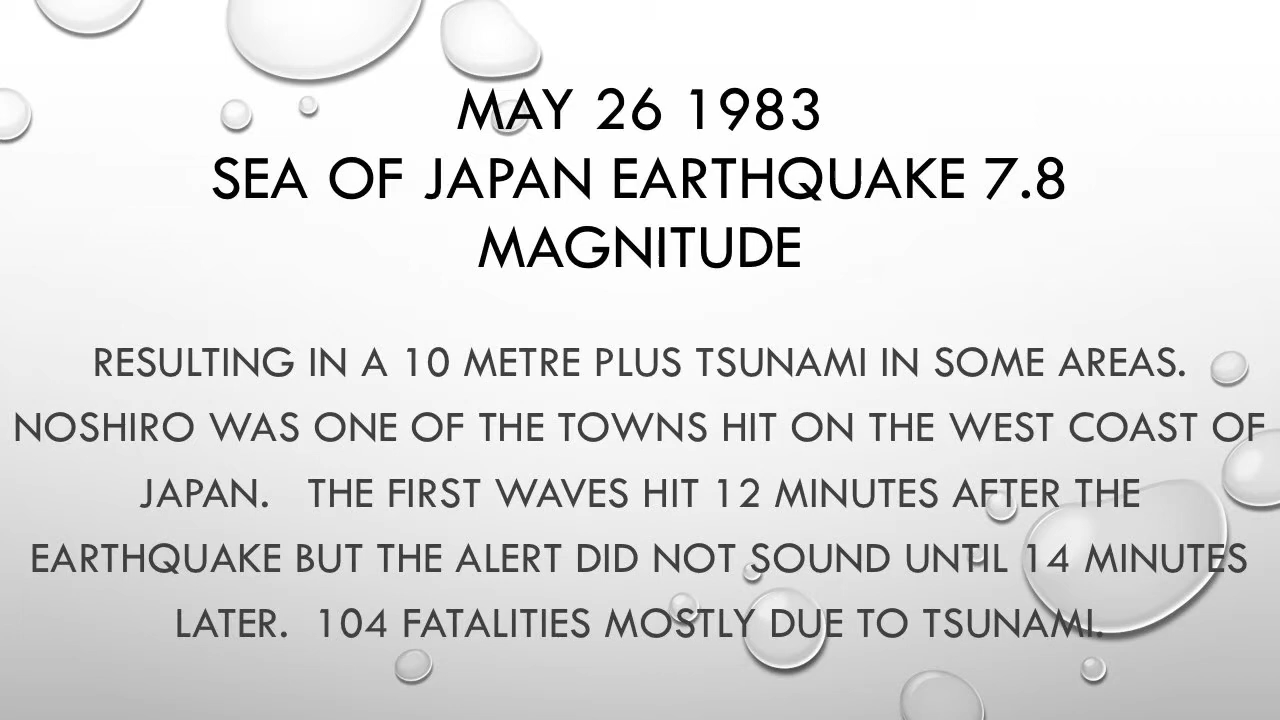 MAY 26 1983
SEA OF JAPAN EARTHQUAKE 7.8
MAGNITUDE
RESULTING IN A 10 METRE PLUS TSUNAMI IN SOME AREAS.
NOSHIRO WAS ONE OF THE TOWNS HIT ON THE WEST COAST OF
JAPAN.   THE FIRST WAVES HIT 12 MINUTES AFTER THE
EARTHQUAKE BUT THE ALERT DID NOT SOUND UNTIL 14 MINUTES
LATER.  104 FATALITIES MOSTLY DUE TO TSUNAMI.